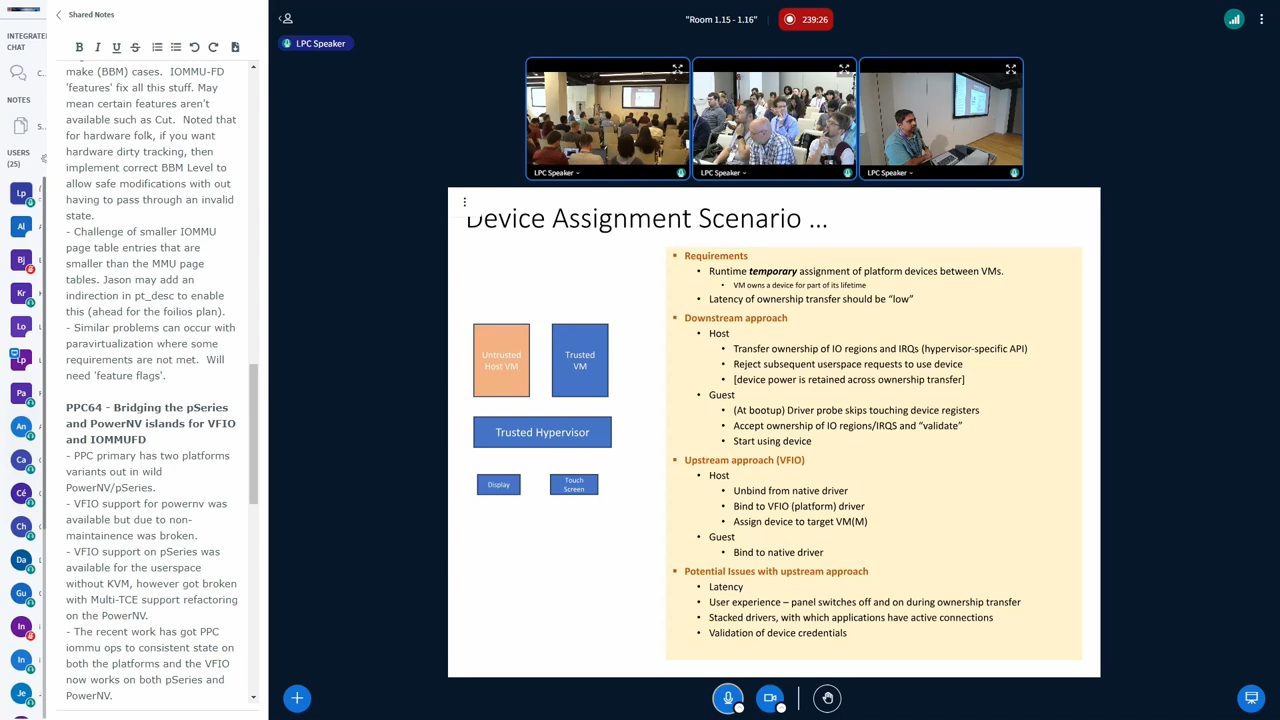 INTEGRATE
CHAT
C..
NOTES
S...
USERS
(25)
Lp
Al
Bj
Kr
Lo
Lp
Pa
An
Ca
Cé
Ch
Da
Gu
In
In
Je
Shared Notes
make (BBM) cases. IOMMU-FD
'features' fix all this stuff. May
mean certain features aren't
available such as Cut. Noted that
for hardware folk, if you want
hardware dirty tracking, then
implement correct BBM Level to
allow safe modifications with out
having to pass through an invalid
state.
- Challenge of smaller IOMMU
page table entries that are
smaller than the MMU page
tables. Jason may add an
indirection in pt_desc to enable
this (ahead for the foilios plan).
- Similar problems can occur with
paravirtualization where some
requirements are not met. Will
need 'feature flags'.
PPC64 - Bridging the pSeries
and PowerNV islands for VFIO
and IOMMUFD
- PPC primary has two platforms
variants out in wild
PowerNV/pSeries.
- VFIO support for powernv was
available but due to non-
maintainence was broken.
- VFIO support on pSeries was
available for the userspace
without KVM, however got broken
with Multi-TCE support refactoring
on the PowerNV.
- The recent work has got PPC
iommu ops to consistent state on
both the platforms and the VFIO
now works on both pSeries and
PowerNV.
"Room 1.15 - 1.16"
239:26
LPC Speaker
LPC Speaker
LPC Speaker
LPC Speaker
Device Assignment Scenario ...
Untrusted
Host VM
Trusted
VM
Trusted Hypervisor
Display
Touch
Screen
▪ Requirements
• Runtime temporary assignment of platform devices between VMs.
• VM owns a device for part of its lifetime
• Latency of ownership transfer should be “low”
▪ Downstream approach
• Host
• Transfer ownership of IO regions and IRQs (hypervisor-specific API)
• Reject subsequent userspace requests to use device
• [device power is retained across ownership transfer]
• Guest
• (At bootup) Driver probe skips touching device registers
• Accept ownership of IO regions/IRQS and “validate”
• Start using device
▪ Upstream approach (VFIO)
• Host
• Unbind from native driver
• Bind to VFIO (platform) driver
• Assign device to target VM(M)
• Guest
• Bind to native driver
▪ Potential Issues with upstream approach
• Latency
• User experience – panel switches off and on during ownership transfer
• Stacked drivers, with which applications have active connections
• Validation of device credentials